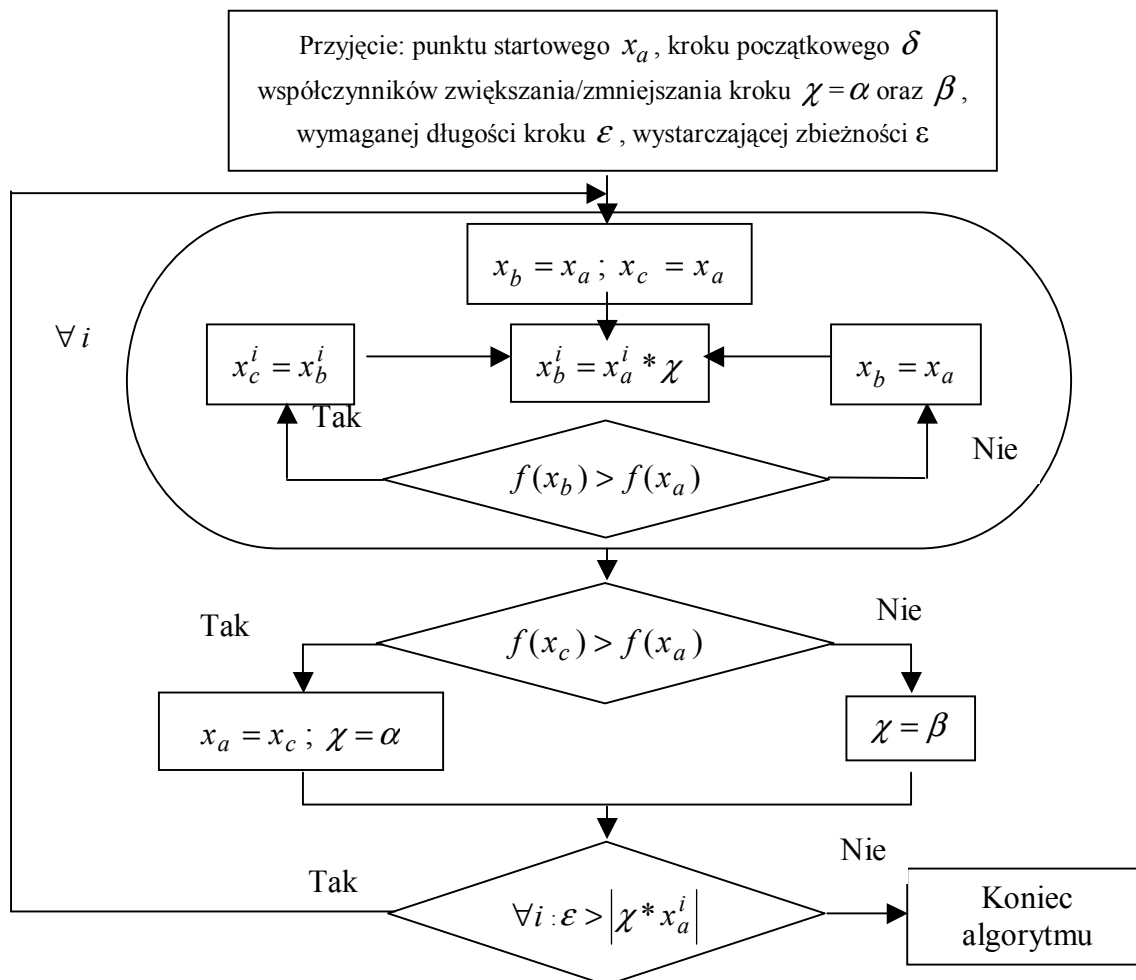 Przyjęcie: punktu startowego x_a , kroku początkowego δ
współczynników zwiększania/zmniejszania kroku χ = α oraz β ,
wymaganej długości kroku ε , wystarczającej zbieżności ε
x_b = x_a ; x_c = x_a
∀ i
x_c^i = x_b^i
x_b^i = x_a^i * χ
x_b = x_a
Tak
Nie
f(x_b) > f(x_a)
Tak
Nie
f(x_c) > f(x_a)
x_a = x_c ; χ = α
χ = β
Tak
Nie
∀i : ε > |χ * x_a^i|
Koniec
algorytmu